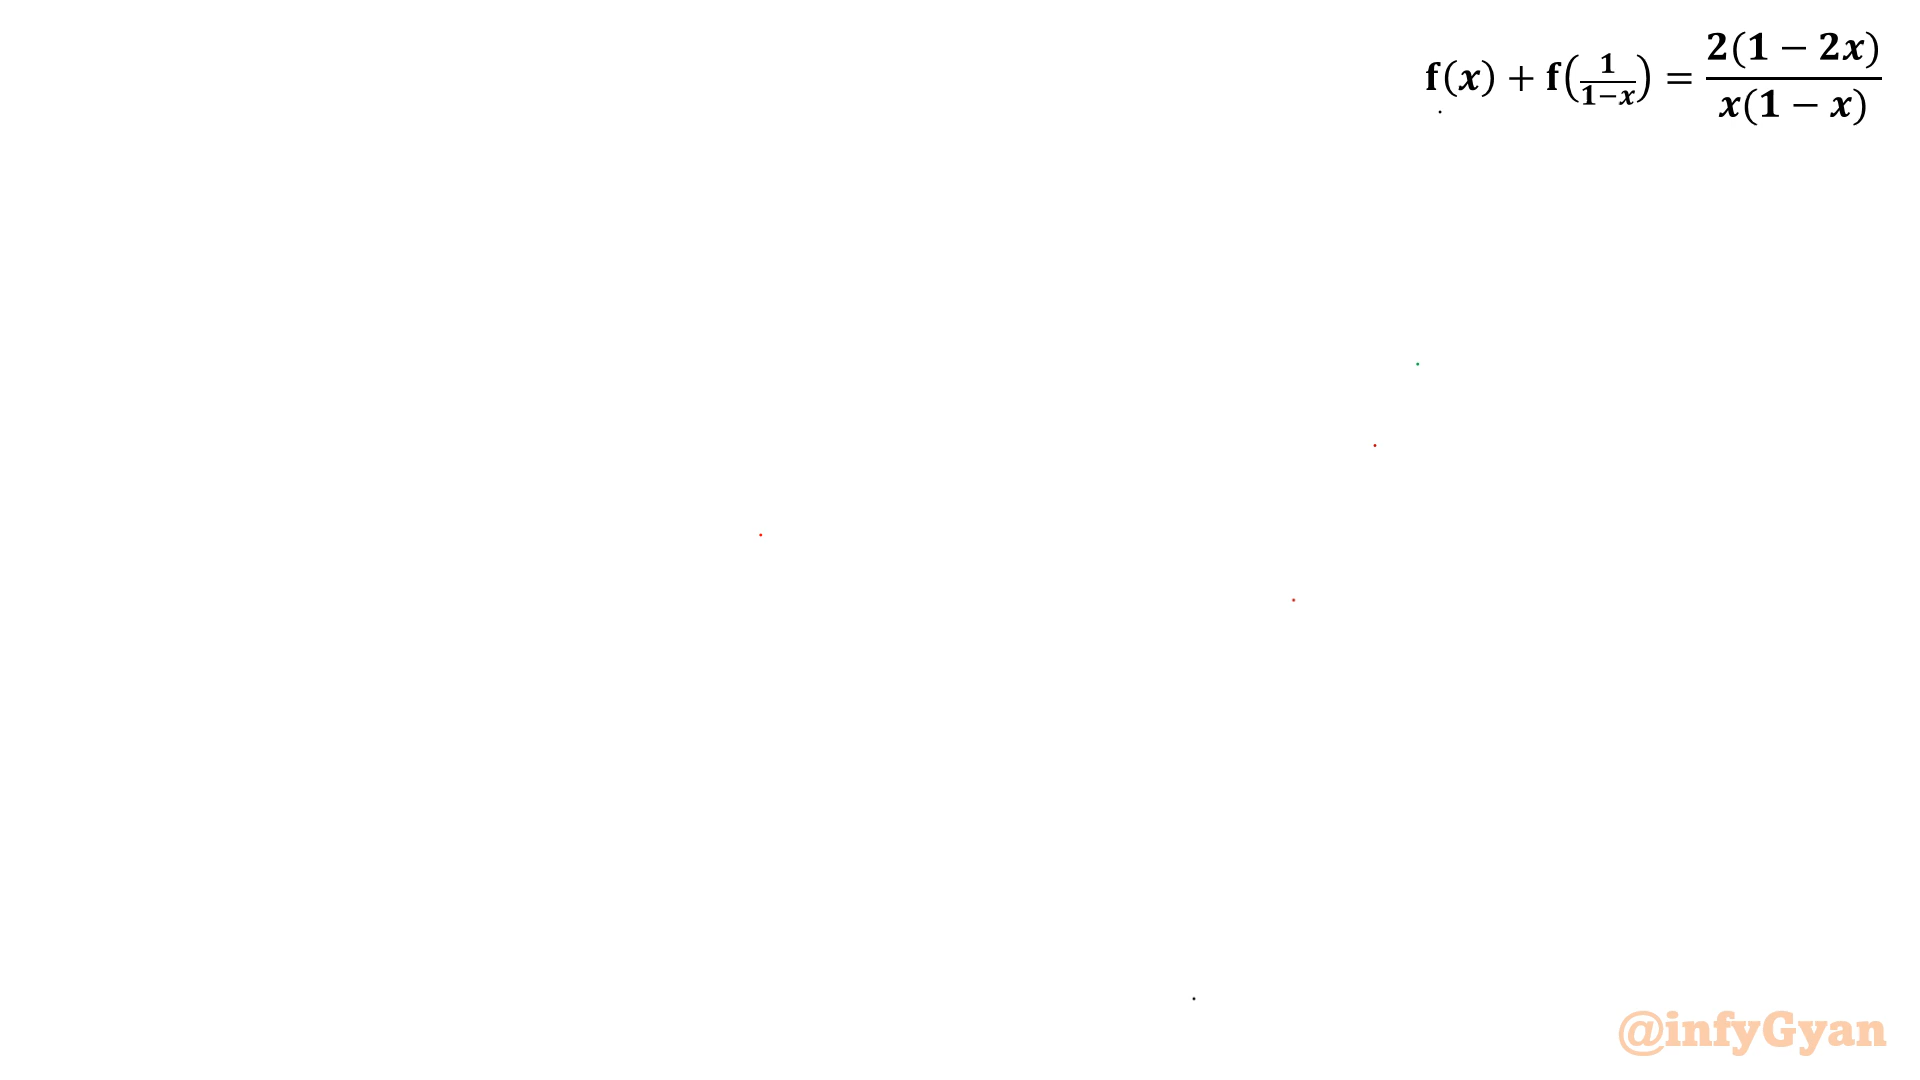 f(x) + f(1/(1−x)) = 2(1 − 2x)/(x(1 − x))
@infyGyan